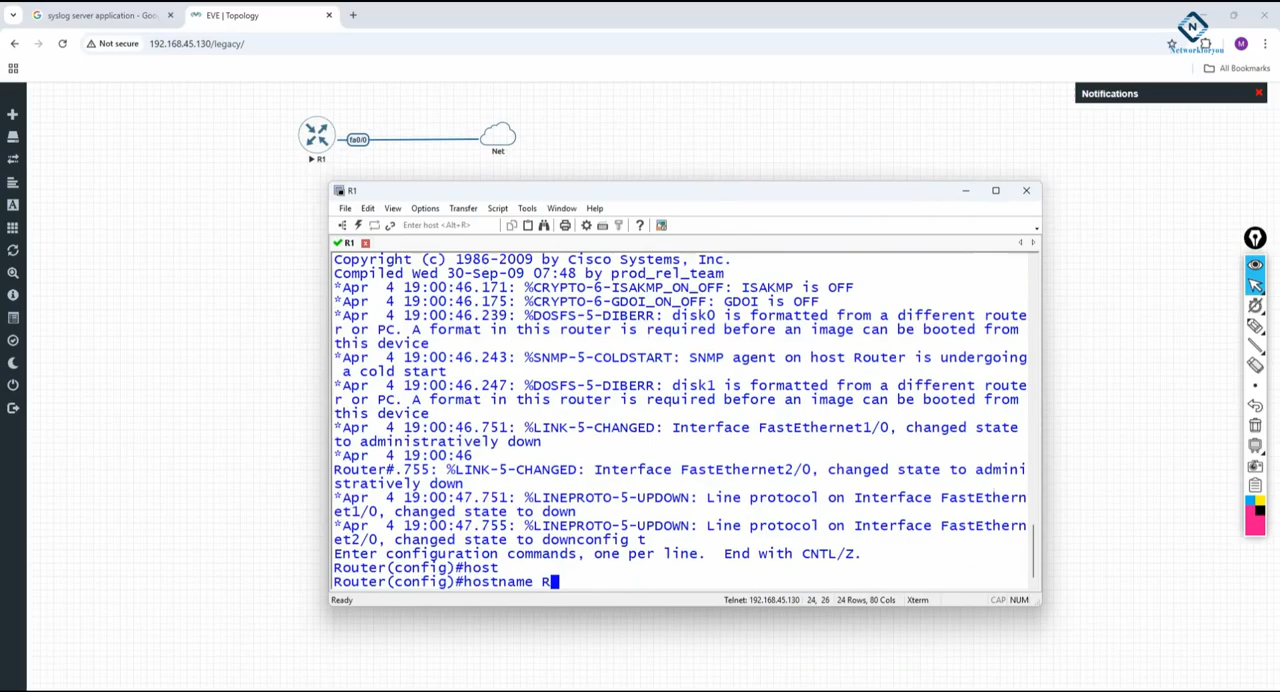 syslog server application - Goo
EVE | Topology
Not secure
192.168.45.130/legacy/
N
Networkforyou
M
All Bookmarks
Notifications
fa0/0
R1
Net
R1
File Edit View Options Transfer Script Tools Window Help
Enter host <Alt+R>
R1
Copyright (c) 1986-2009 by Cisco Systems, Inc.
Compiled Wed 30-Sep-09 07:48 by prod_rel_team
*Apr  4 19:00:46.171: %CRYPTO-6-ISAKMP_ON_OFF: ISAKMP is OFF
*Apr  4 19:00:46.175: %CRYPTO-6-GDOI_ON_OFF: GDOI is OFF
*Apr  4 19:00:46.239: %DOSFS-5-DIBERR: disk0 is formatted from a different route
r or PC. A format in this router is required before an image can be booted from
this device
*Apr  4 19:00:46.243: %SNMP-5-COLDSTART: SNMP agent on host Router is undergoing
a cold start
*Apr  4 19:00:46.247: %DOSFS-5-DIBERR: disk1 is formatted from a different route
r or PC. A format in this router is required before an image can be booted from
this device
*Apr  4 19:00:46.751: %LINK-5-CHANGED: Interface FastEthernet1/0, changed state
to administratively down
*Apr  4 19:00:46
Router#.755: %LINK-5-CHANGED: Interface FastEthernet2/0, changed state to admini
stratively down
*Apr  4 19:00:47.751: %LINEPROTO-5-UPDOWN: Line protocol on Interface FastEthern
et1/0, changed state to down
*Apr  4 19:00:47.755: %LINEPROTO-5-UPDOWN: Line protocol on Interface FastEthern
et2/0, changed state to downconfig t
Enter configuration commands, one per line.  End with CNTL/Z.
Router(config)#host
Router(config)#hostname R
Ready
Telnet: 192.168.45.130
24, 26
24 Rows, 80 Cols
Xterm
CAP NUM